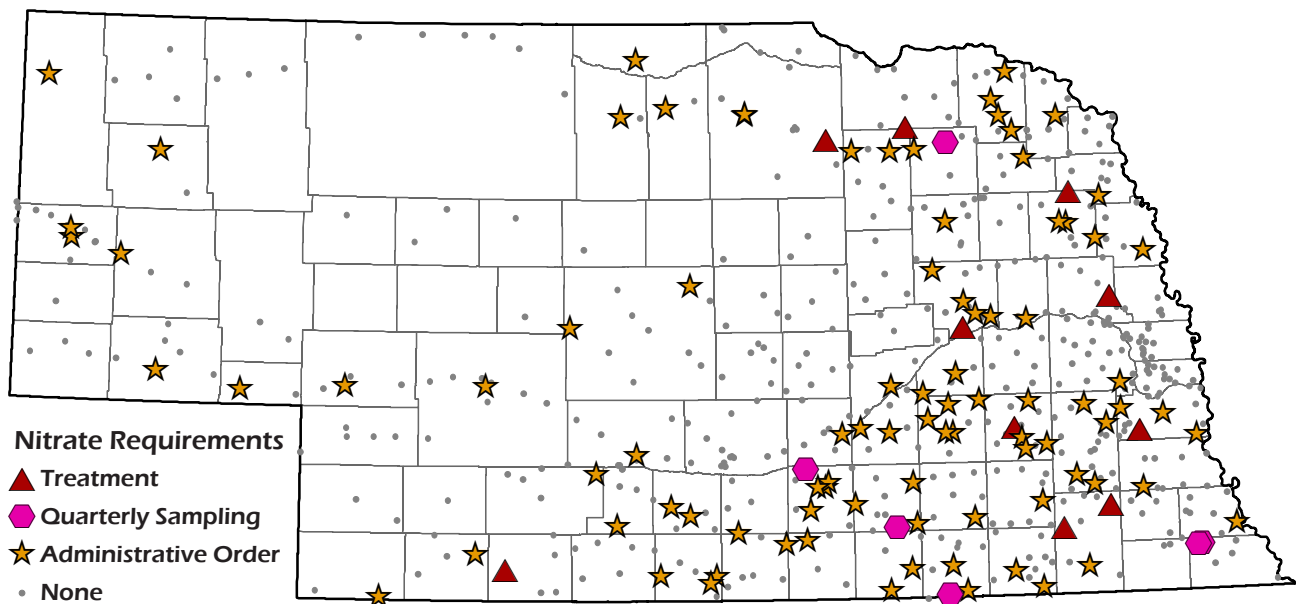 Nitrate Requirements
Treatment
Quarterly Sampling
Administrative Order
None